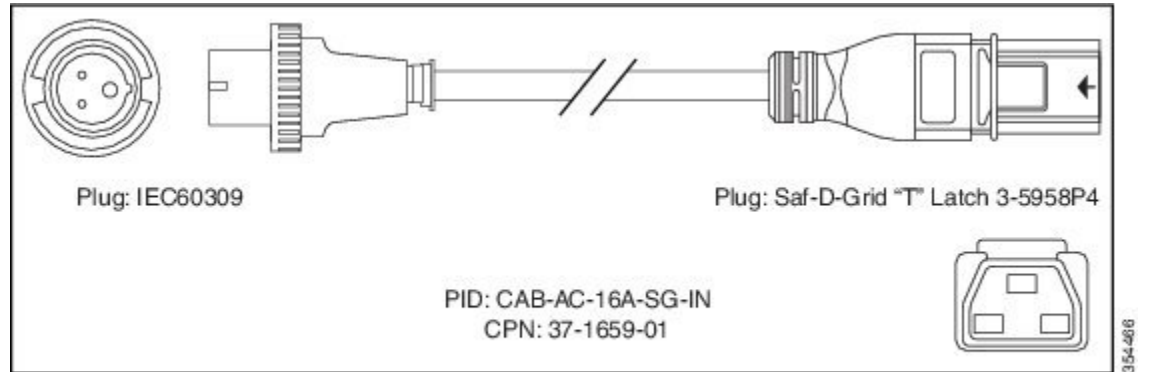 Plug: IEC60309
Plug: Saf-D-Grid “T” Latch 3-5958P4
PID: CAB-AC-16A-SG-IN
CPN: 37-1659-01
354466